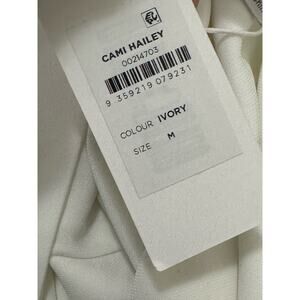 CAMI HAILEY
00214703
9 359219 079231
COLOUR IVORY
SIZE M